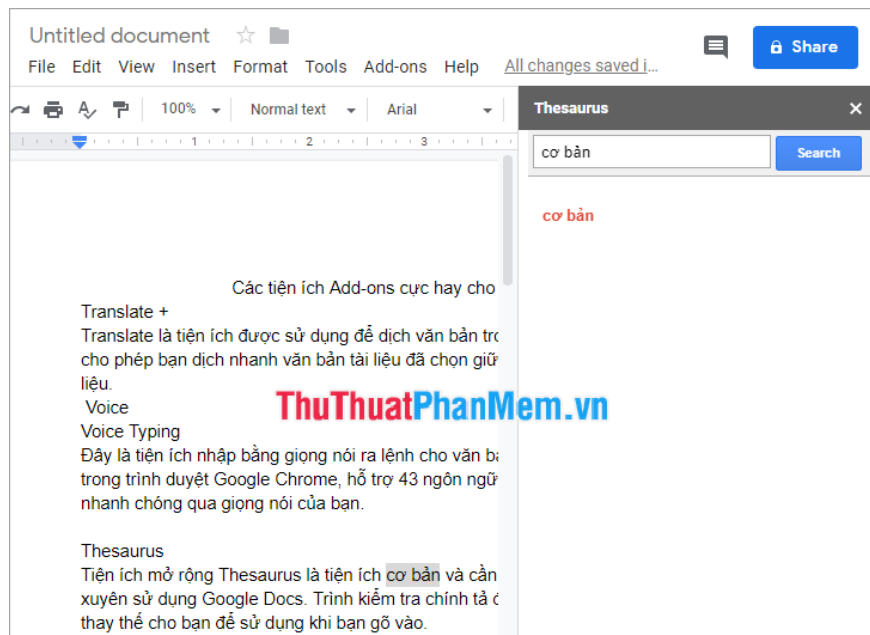 Untitled document
Share
File Edit View Insert Format Tools Add-ons Help All changes saved i...
100% Normal text Arial
Thesaurus
1 2 3
cơ bản
Search
cơ bản
Các tiện ích Add-ons cực hay cho
Translate +
Translate là tiện ích được sử dụng để dịch văn bản trong
cho phép bạn dịch nhanh văn bản tài liệu đã chọn giữ
liệu.
ThuThuatPhanMem.vn
Voice
Voice Typing
Đây là tiện ích nhập bằng giọng nói ra lệnh cho văn bả
trong trình duyệt Google Chrome, hỗ trợ 43 ngôn ngữ
nhanh chóng qua giọng nói của bạn.
Thesaurus
Tiện ích mở rộng Thesaurus là tiện ích cơ bản và cần
xuyên sử dụng Google Docs. Trình kiểm tra chính tả
thay thế cho bạn để sử dụng khi bạn gõ vào.